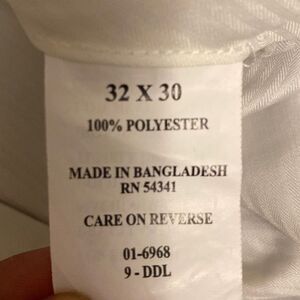 32 X 30
100% POLYESTER
MADE IN BANGLADESH
RN 54341
CARE ON REVERSE
01-6968
9 - DDL